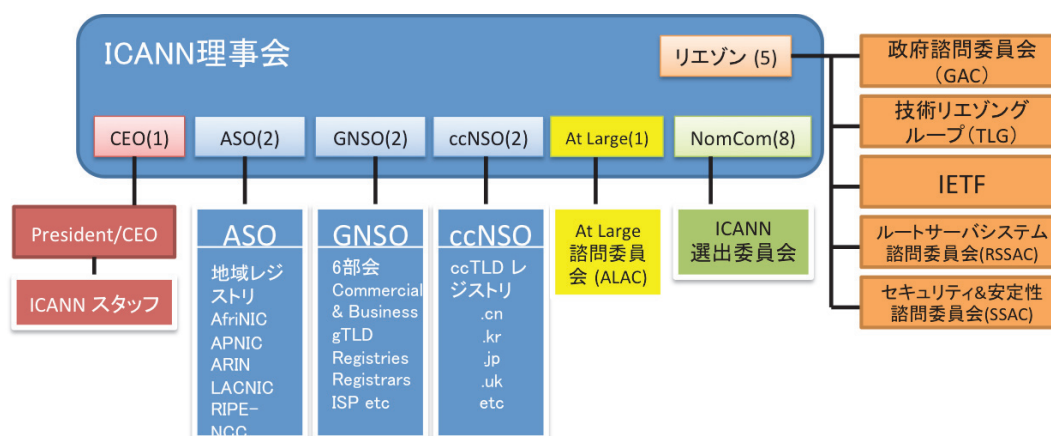 ICANN理事会
リエゾン (5)
CEO(1)
ASO(2)
GNSO(2)
ccNSO(2)
At Large(1)
NomCom(8)
President/CEO
ICANN スタッフ
ASO
地域レジ
ストリ
AfriNIC
APNIC
ARIN
LACNIC
RIPE-
NCC
GNSO
6部会
Commercial
& Business
gTLD
Registries
Registrars
ISP etc
ccNSO
ccTLD レ
ジストリ
.cn
.kr
.jp
.uk
etc
At Large
諮問委員
会 (ALAC)
ICANN
選出委員会
政府諮問委員会
(GAC)
技術リエゾング
ループ(TLG)
IETF
ルートサーバシステム
諮問委員会(RSSAC)
セキュリティ&安定性
諮問委員会(SSAC)